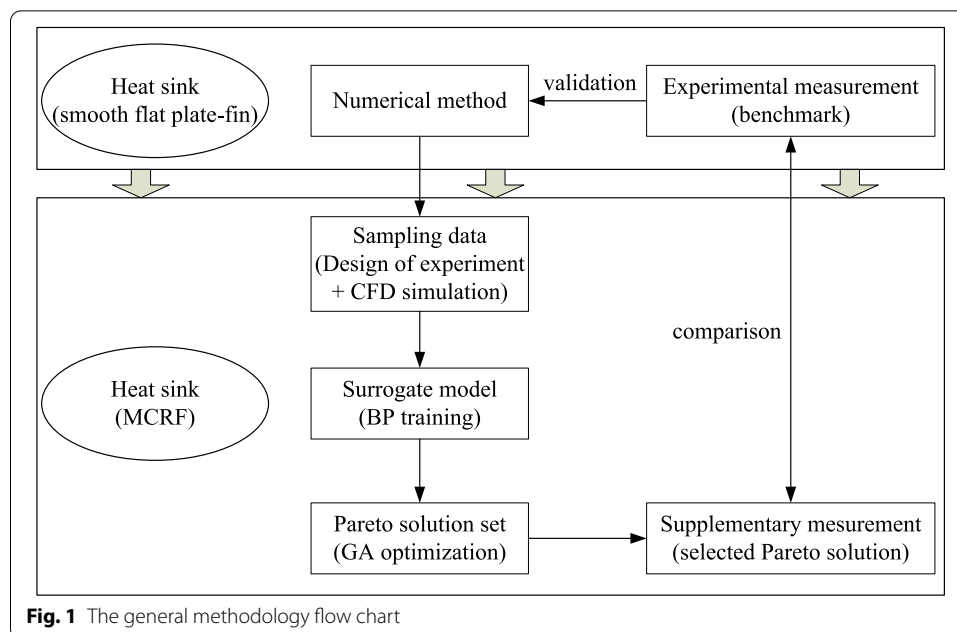 Heat sink
(smooth flat plate-fin)
Numerical method
validation
Experimental measurement
(benchmark)
Sampling data
(Design of experiment
+ CFD simulation)
comparison
Heat sink
(MCRF)
Surrogate model
(BP training)
Pareto solution set
(GA optimization)
Supplementary mesurement
(selected Pareto solution)
Fig. 1 The general methodology flow chart